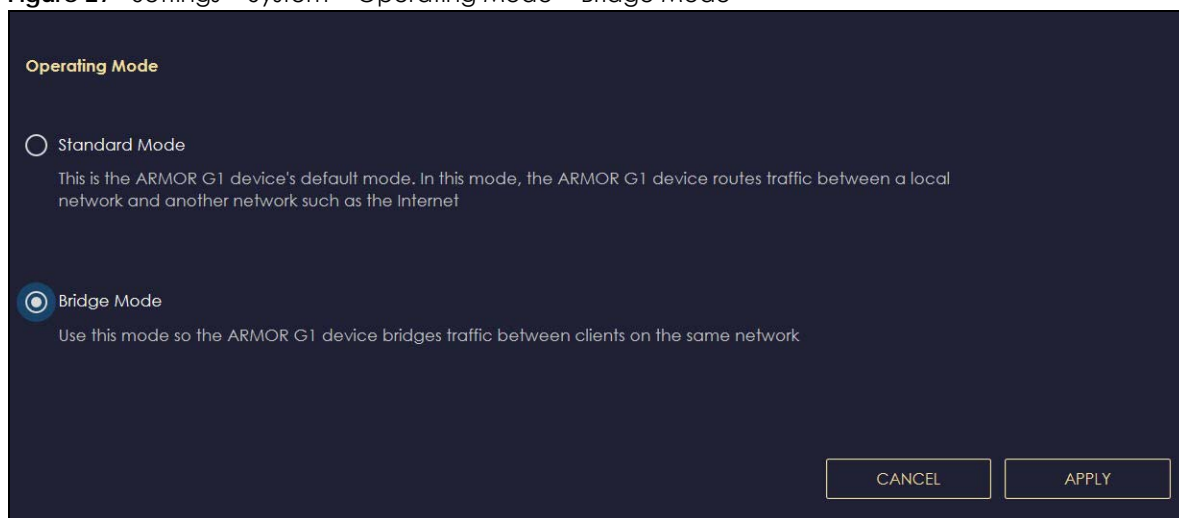 Operating Mode
Standard Mode
This is the ARMOR G1 device's default mode. In this mode, the ARMOR G1 device routes traffic between a local
network and another network such as the Internet
Bridge Mode
Use this mode so the ARMOR G1 device bridges traffic between clients on the same network
CANCEL APPLY